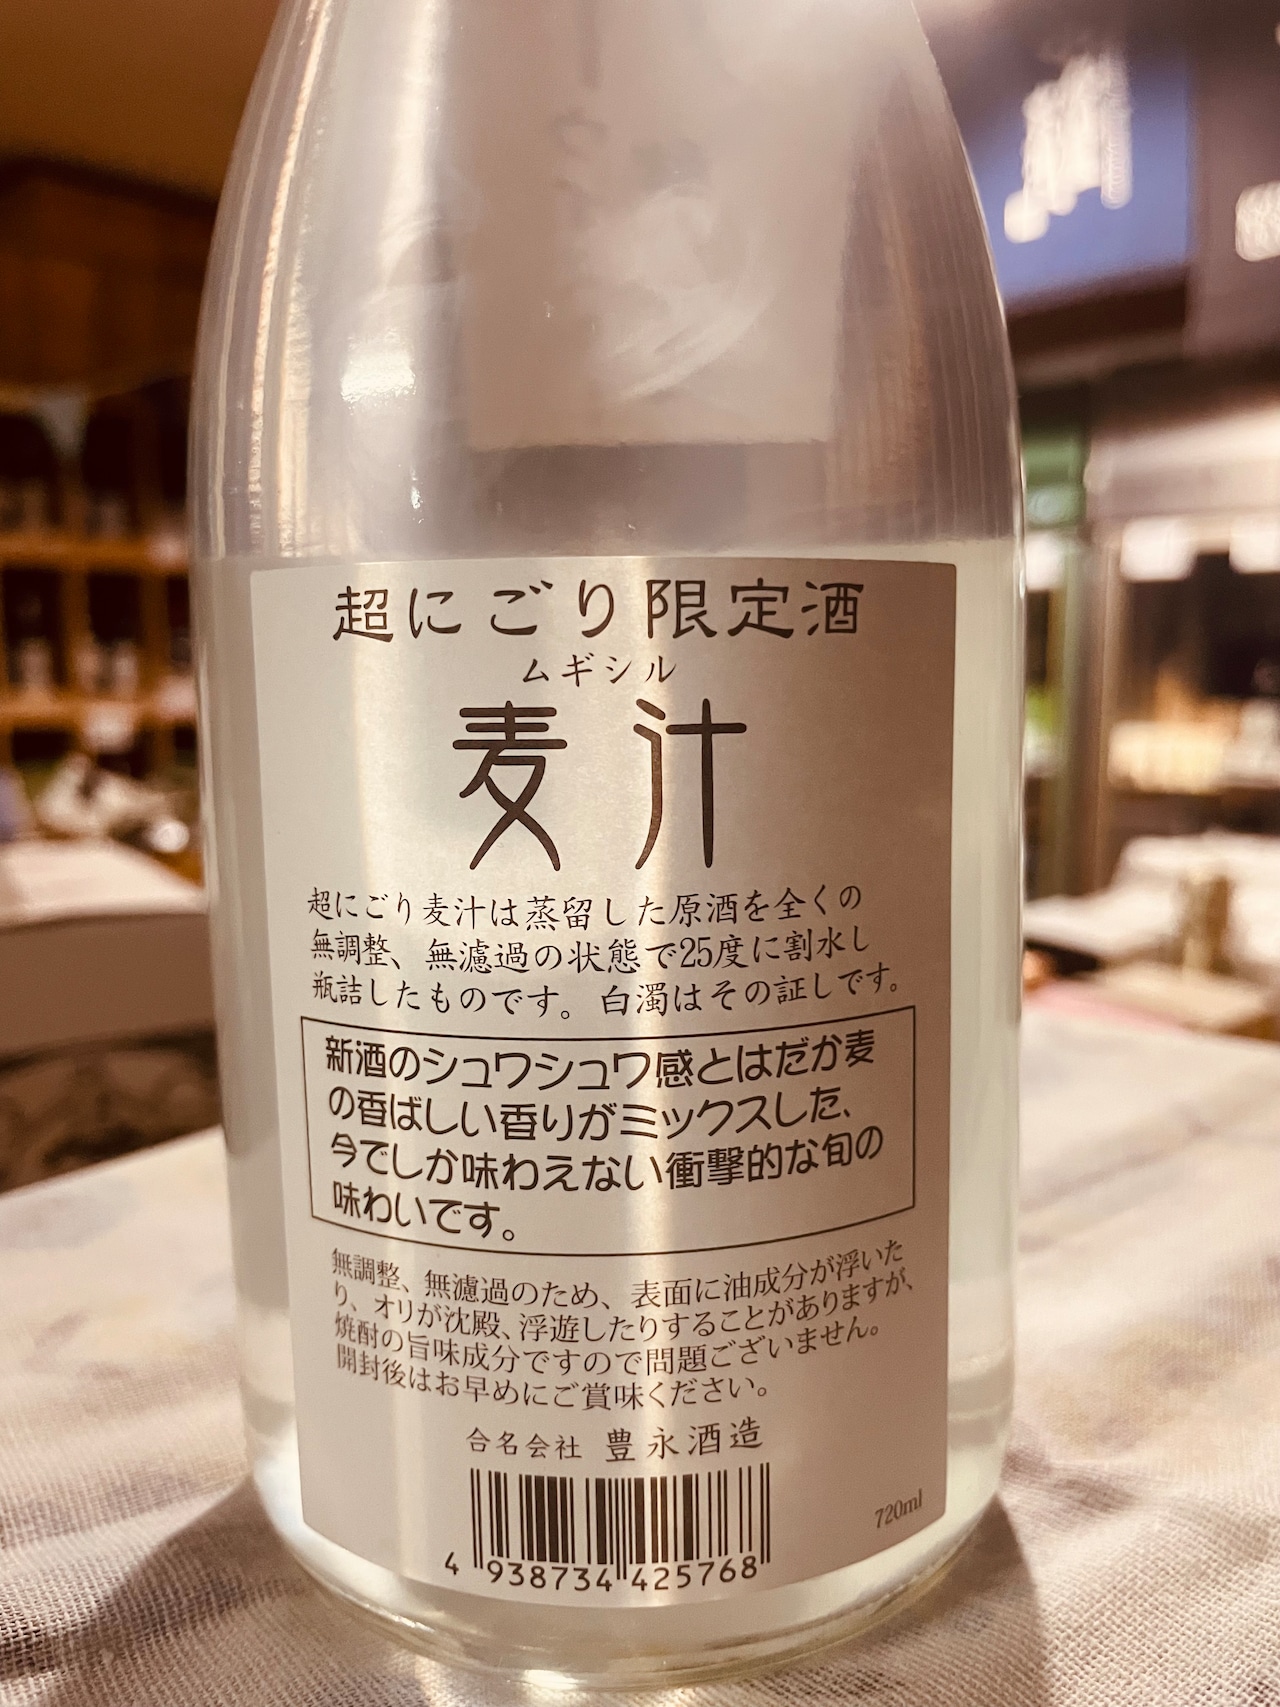 超にごり限定酒
ムギシル
麦汁
超にごり麦汁は蒸留した原酒を全くの
無調整、無濾過の状態で25度に割水し
瓶詰したものです。白濁はその証しです。
新酒のシュワシュワ感とはだか麦
の香ばしい香りがミックスした、
今でしか味わえない衝撃的な旬の
味わいです。
無調整、無濾過のため、表面に油成分が浮いた
り、オリが沈殿、浮遊したりすることがありますが、
焼酎の旨味成分ですので問題ございません。
開封後はお早めにご賞味ください。
合名会社 豊永酒造
720ml
4 938734 425768